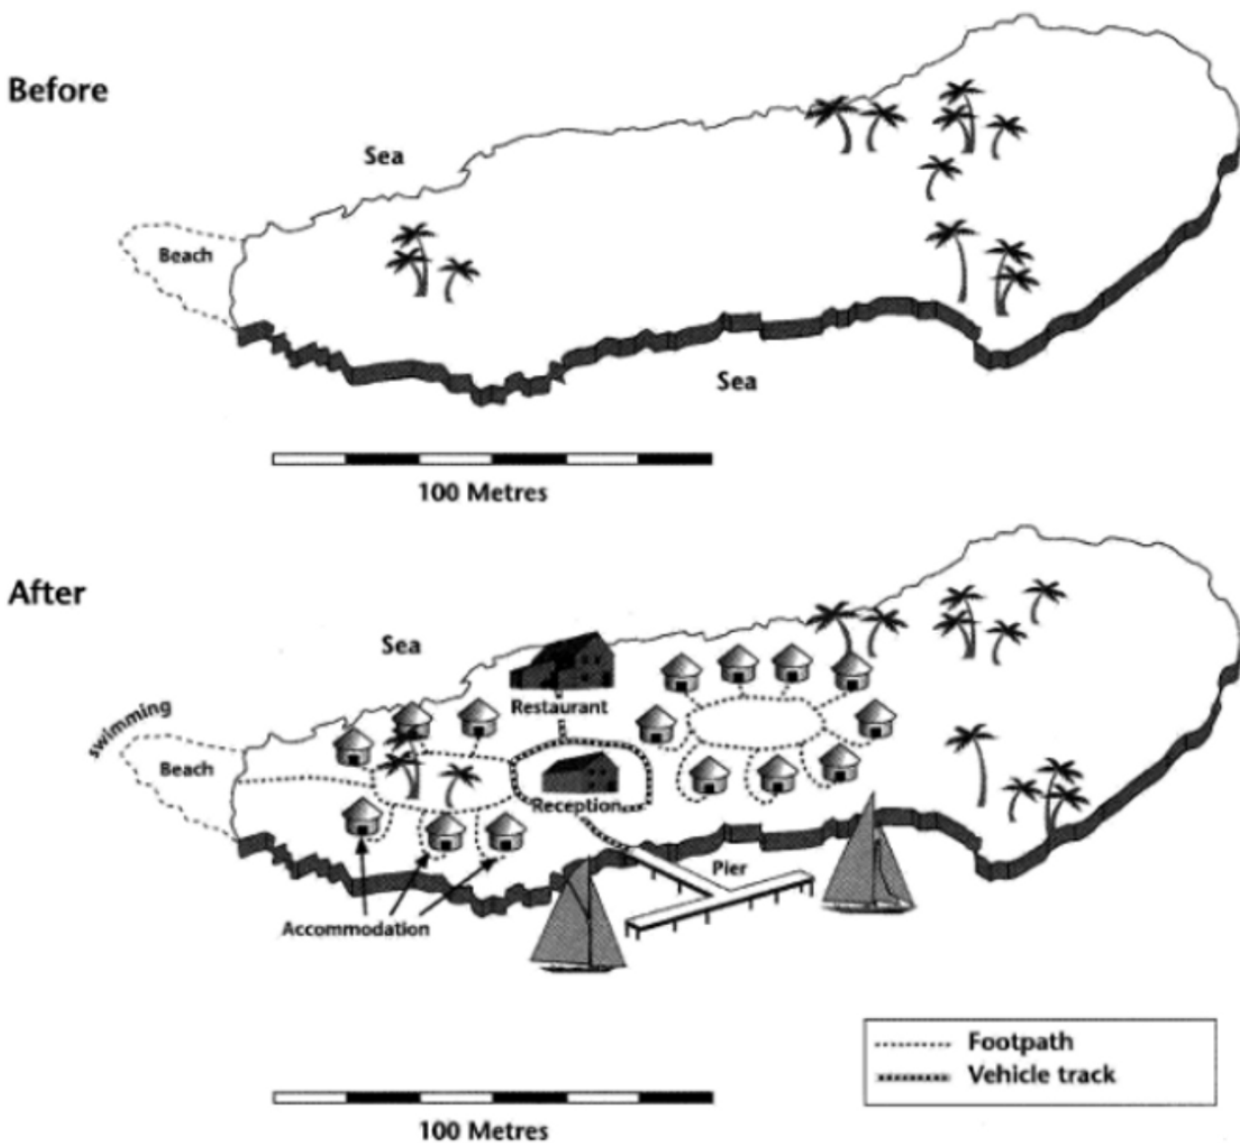 Before
Sea
Beach
Sea
100 Metres
After
Sea
Restaurant
swimming
Beach
Reception
Pier
Accommodation
Footpath
Vehicle track
100 Metres